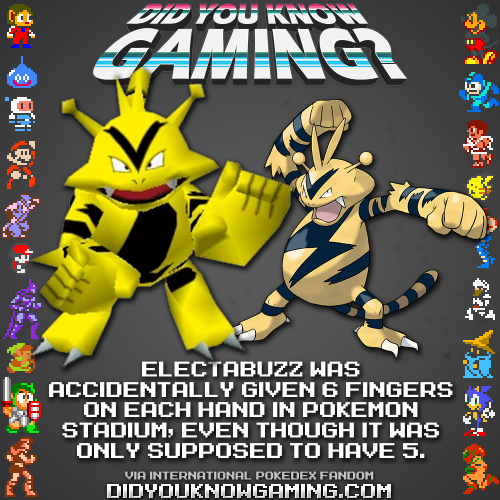 DID YOU KNOW
GAMING?
ELECTABUZZ WAS
ACCIDENTALLY GIVEN 6 FINGERS
ON EACH HAND IN POKEMON
STADIUM, EVEN THOUGH IT WAS
ONLY SUPPOSED TO HAVE 5.
VIA INTERNATIONAL POKEDEX FANDOM
DIDYOUKNOWGAMING.COM